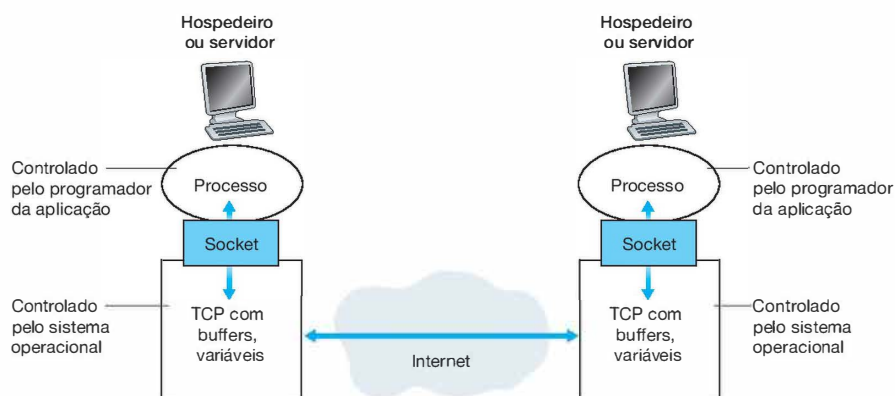 Hospedeiro
ou servidor
Hospedeiro
ou servidor
Controlado
pelo programador
da aplicação
Processo
Processo
Controlado
pelo programador
da aplicação
Socket
Socket
Controlado
pelo sistema
operacional
TCP com
buffers,
variáveis
Internet
TCP com
buffers,
variáveis
Controlado
pelo sistema
operacional